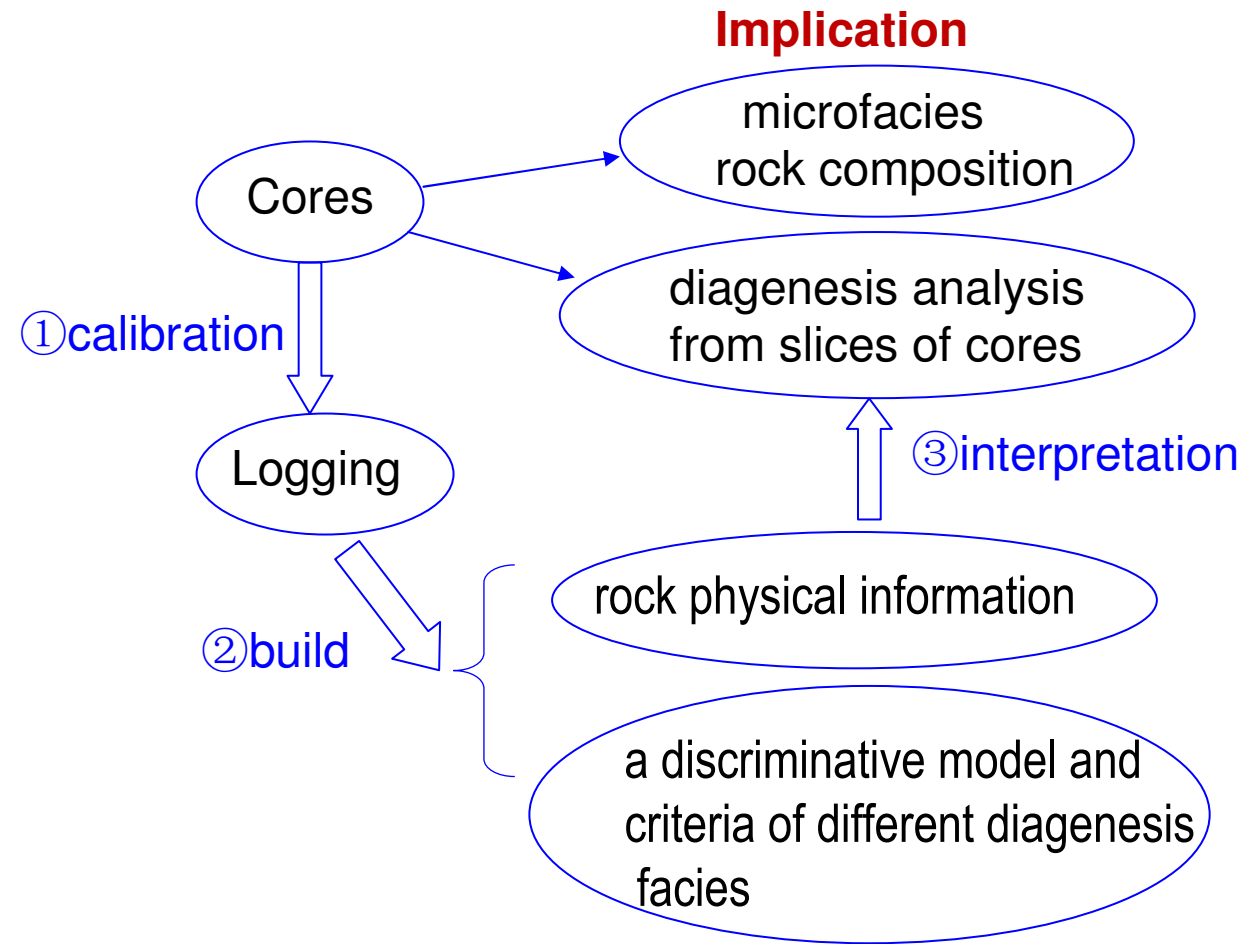 Implication
microfacies
rock composition
Cores
diagenesis analysis
from slices of cores
①calibration
Logging
③interpretation
rock physical information
②build
a discriminative model and
criteria of different diagenesis
facies